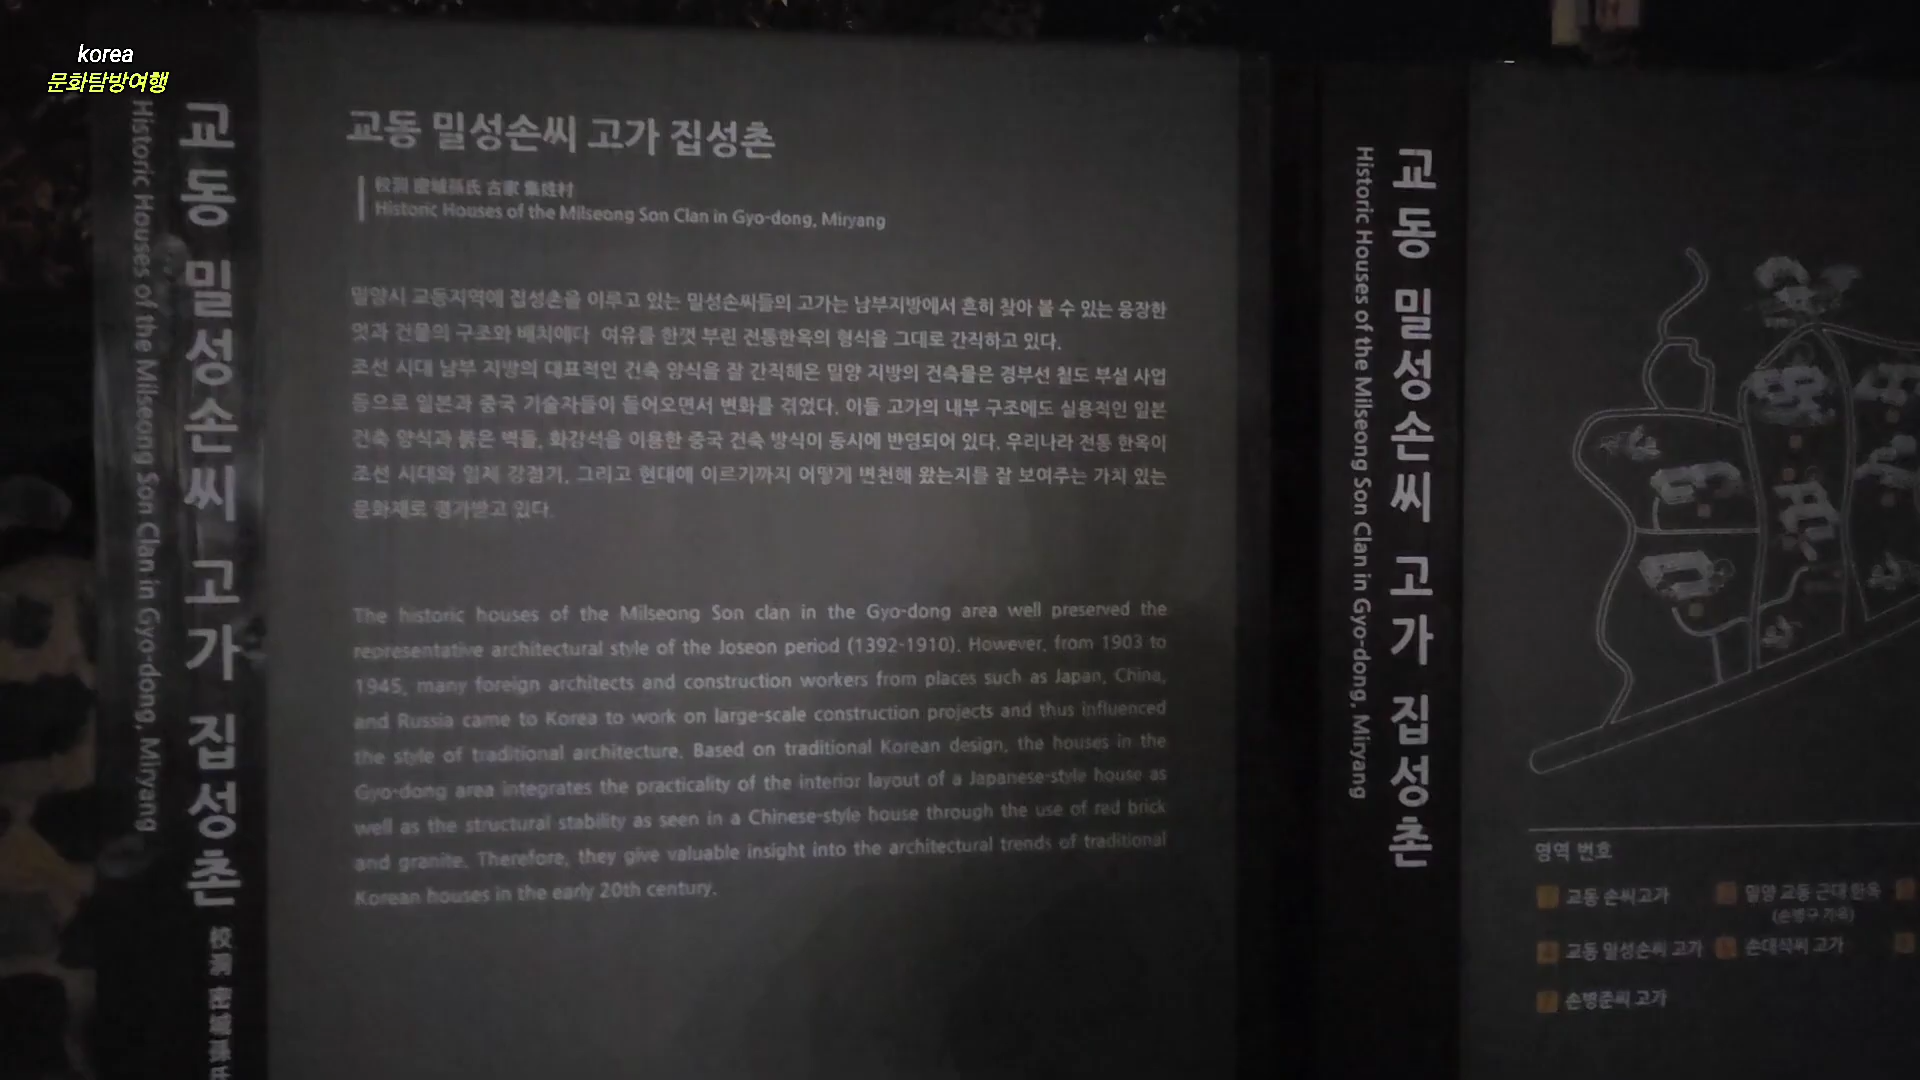 korea
문화탐방여행
교동 밀성손씨 고가 집성촌
Historic Houses of the Milseong Son Clan in Gyo-dong, Miryang
校洞 密城孫氏
교동 밀성손씨 고가 집성촌
校洞 密城孫氏 古家 集姓村
Historic Houses of the Milseong Son Clan in Gyo-dong, Miryang
밀양시 교동지역에 집성촌을 이루고 있는 밀성손씨들의 고가는 남부지방에서 흔히 찾아 볼 수 있는 웅장한
멋과 건물의 구조와 배치에다 여유를 한껏 부린 전통한옥의 형식을 그대로 간직하고 있다.
조선 시대 남부 지방의 대표적인 건축 양식을 잘 간직해온 밀양 지방의 건축물은 경부선 철도 부설 사업
등으로 일본과 중국 기술자들이 들어오면서 변화를 겪었다. 이들 고가의 내부 구조에도 실용적인 일본
건축 양식과 붉은 벽돌, 화강석을 이용한 중국 건축 방식이 동시에 반영되어 있다. 우리나라 전통 한옥이
조선 시대와 일제 강점기, 그리고 현대에 이르기까지 어떻게 변천해 왔는지를 잘 보여주는 가치 있는
문화재로 평가받고 있다.
The historic houses of the Milseong Son clan in the Gyo-dong area well preserved the
representative architectural style of the Joseon period (1392-1910). However, from 1903 to
1945, many foreign architects and construction workers from places such as Japan, China,
and Russia came to Korea to work on large-scale construction projects and thus influenced
the style of traditional architecture. Based on traditional Korean design, the houses in the
Gyo-dong area integrates the practicality of the interior layout of a Japanese-style house as
well as the structural stability as seen in a Chinese-style house through the use of red brick
and granite. Therefore, they give valuable insight into the architectural trends of traditional
Korean houses in the early 20th century.
교동 밀성손씨 고가 집성촌
Historic Houses of the Milseong Son Clan in Gyo-dong, Miryang
영역 번호
교동 손씨고가
밀양 교동 근대 한옥
(손병구 가옥)
교동 밀성손씨 고가
손대식씨 고가
손병준씨 고가